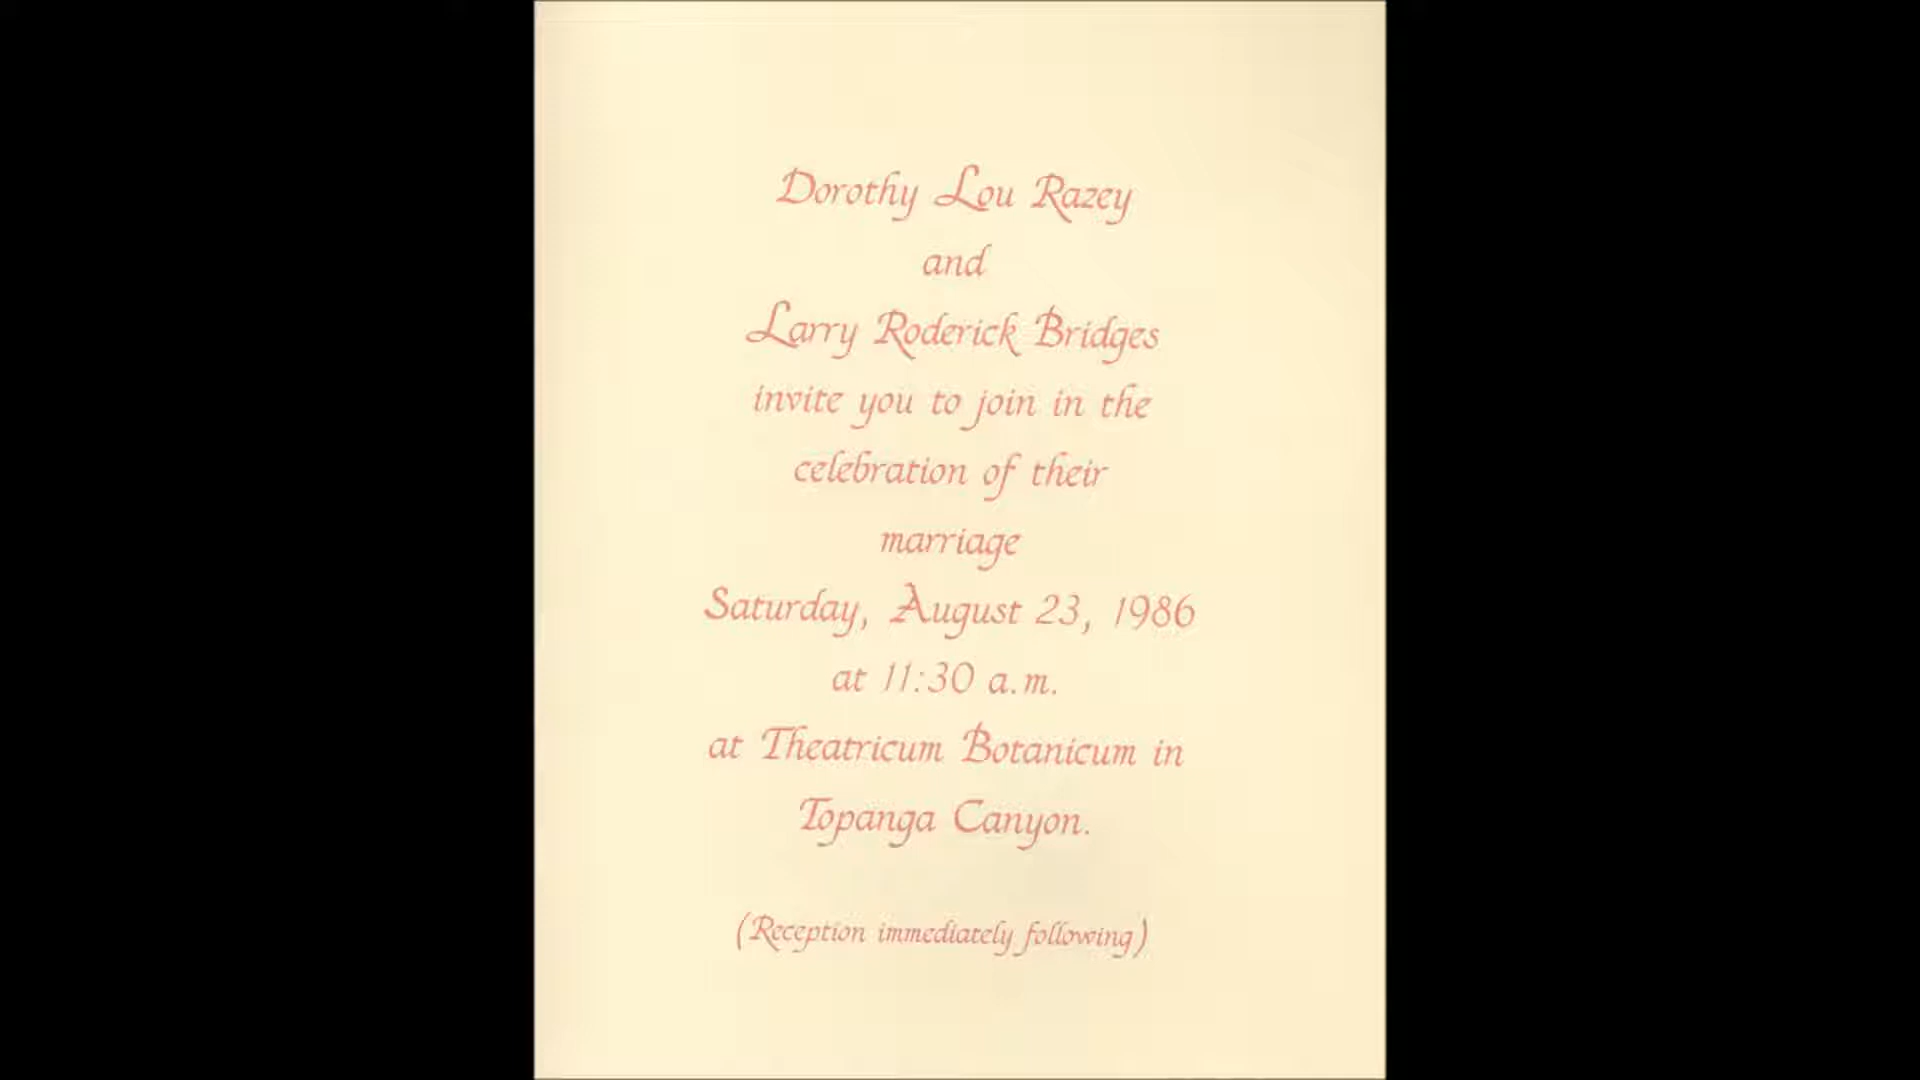 Dorothy Lou Razey
and
Larry Roderick Bridges
invite you to join in the
celebration of their
marriage
Saturday, August 23, 1986
at 11:30 a.m.
at Theatricum Botanicum in
Topanga Canyon.
(Reception immediately following)